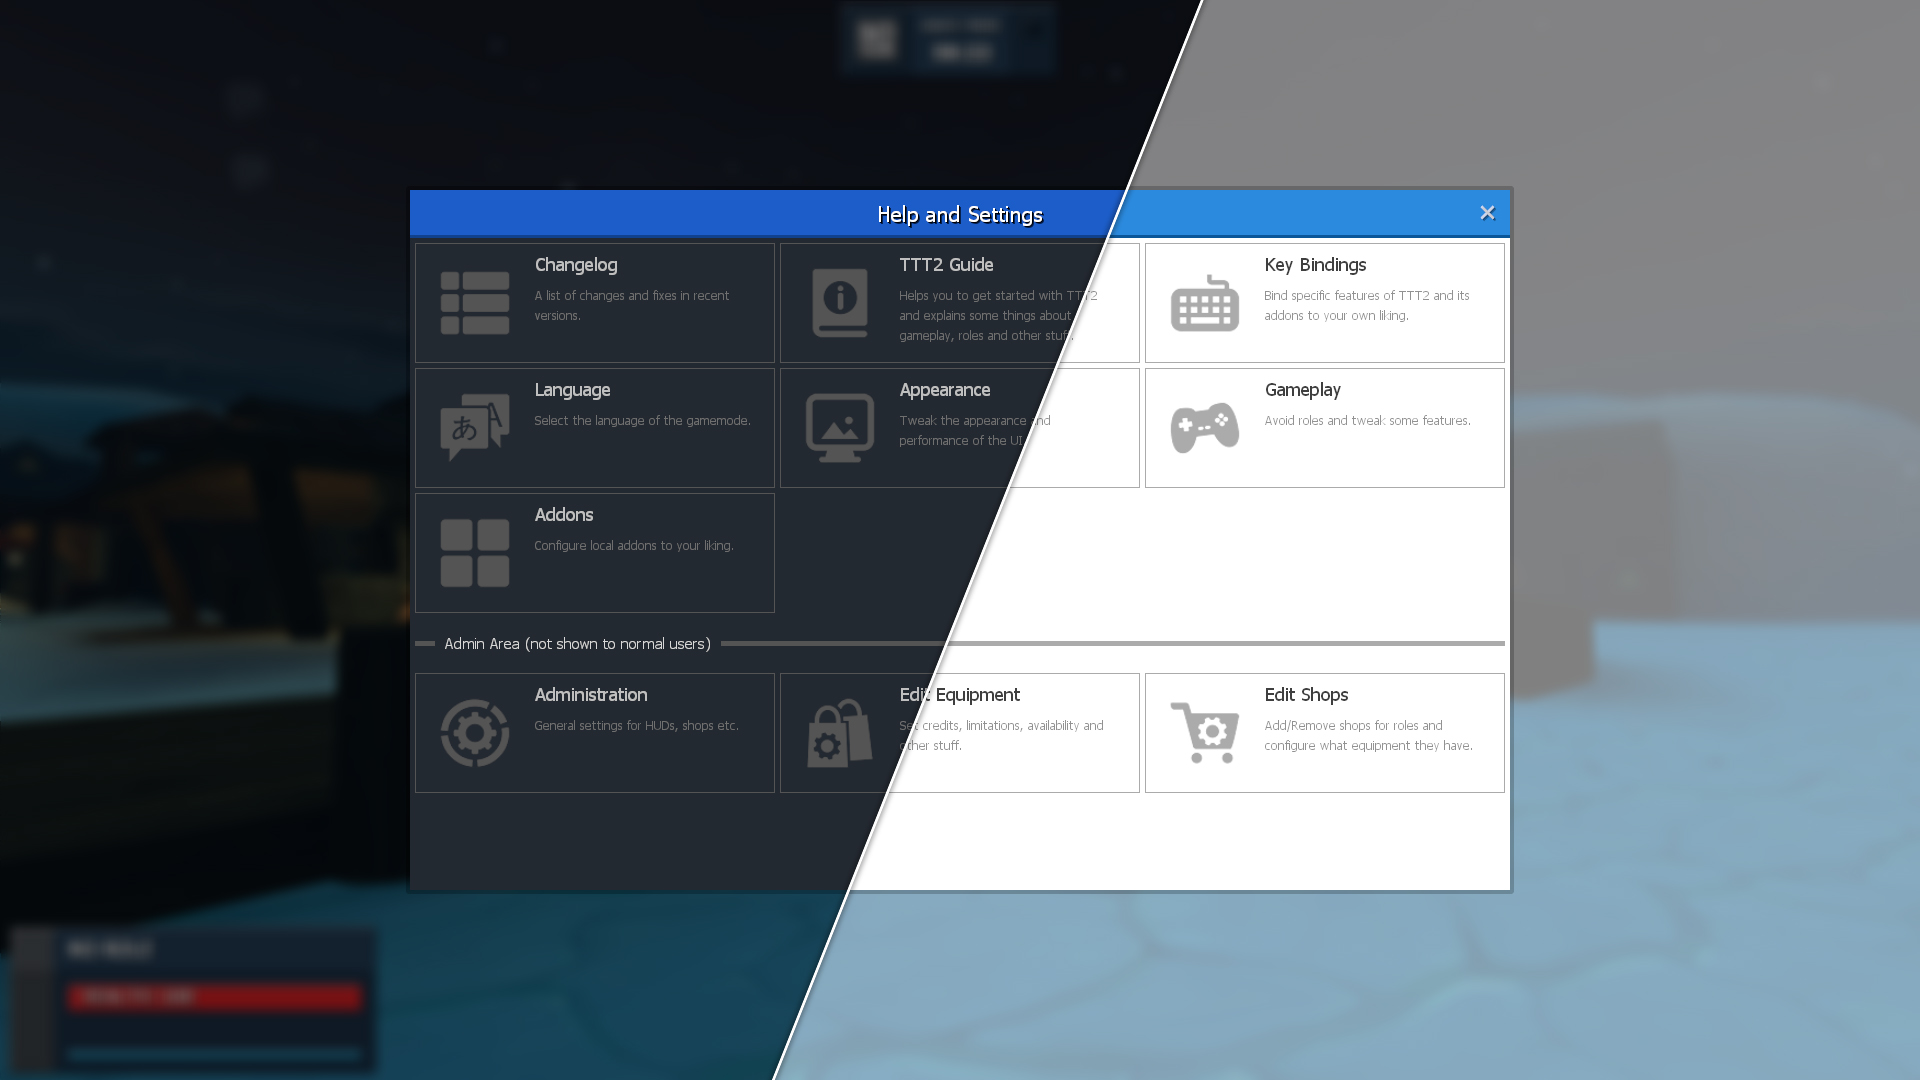 Help and Settings
Changelog
A list of changes and fixes in recent
versions.
TTT2 Guide
Helps you to get started with TTT2
and explains some things about
gameplay, roles and other stuff.
Key Bindings
Bind specific features of TTT2 and its
addons to your own liking.
Language
Select the language of the gamemode.
あ A
Appearance
Tweak the appearance and
performance of the UI.
Gameplay
Avoid roles and tweak some features.
Addons
Configure local addons to your liking.
Admin Area (not shown to normal users)
Administration
General settings for HUDs, shops etc.
Edit Equipment
Set credits, limitations, availability and
other stuff.
Edit Shops
Add/Remove shops for roles and
configure what equipment they have.